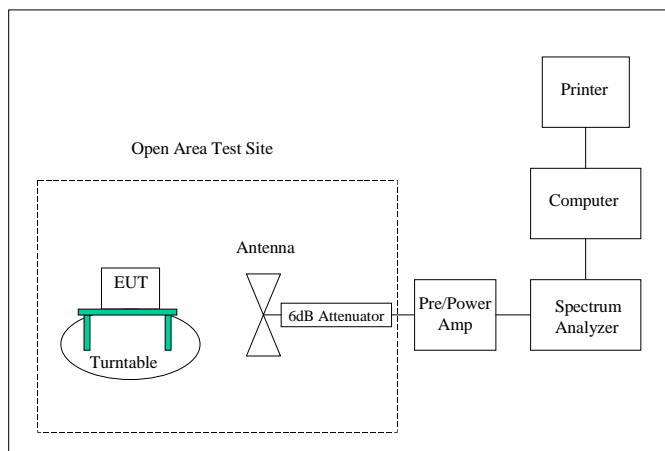 Printer
Open Area Test Site
Computer
Antenna
EUT
6dB Attenuator
Pre/Power
Amp
Spectrum
Analyzer
Turntable